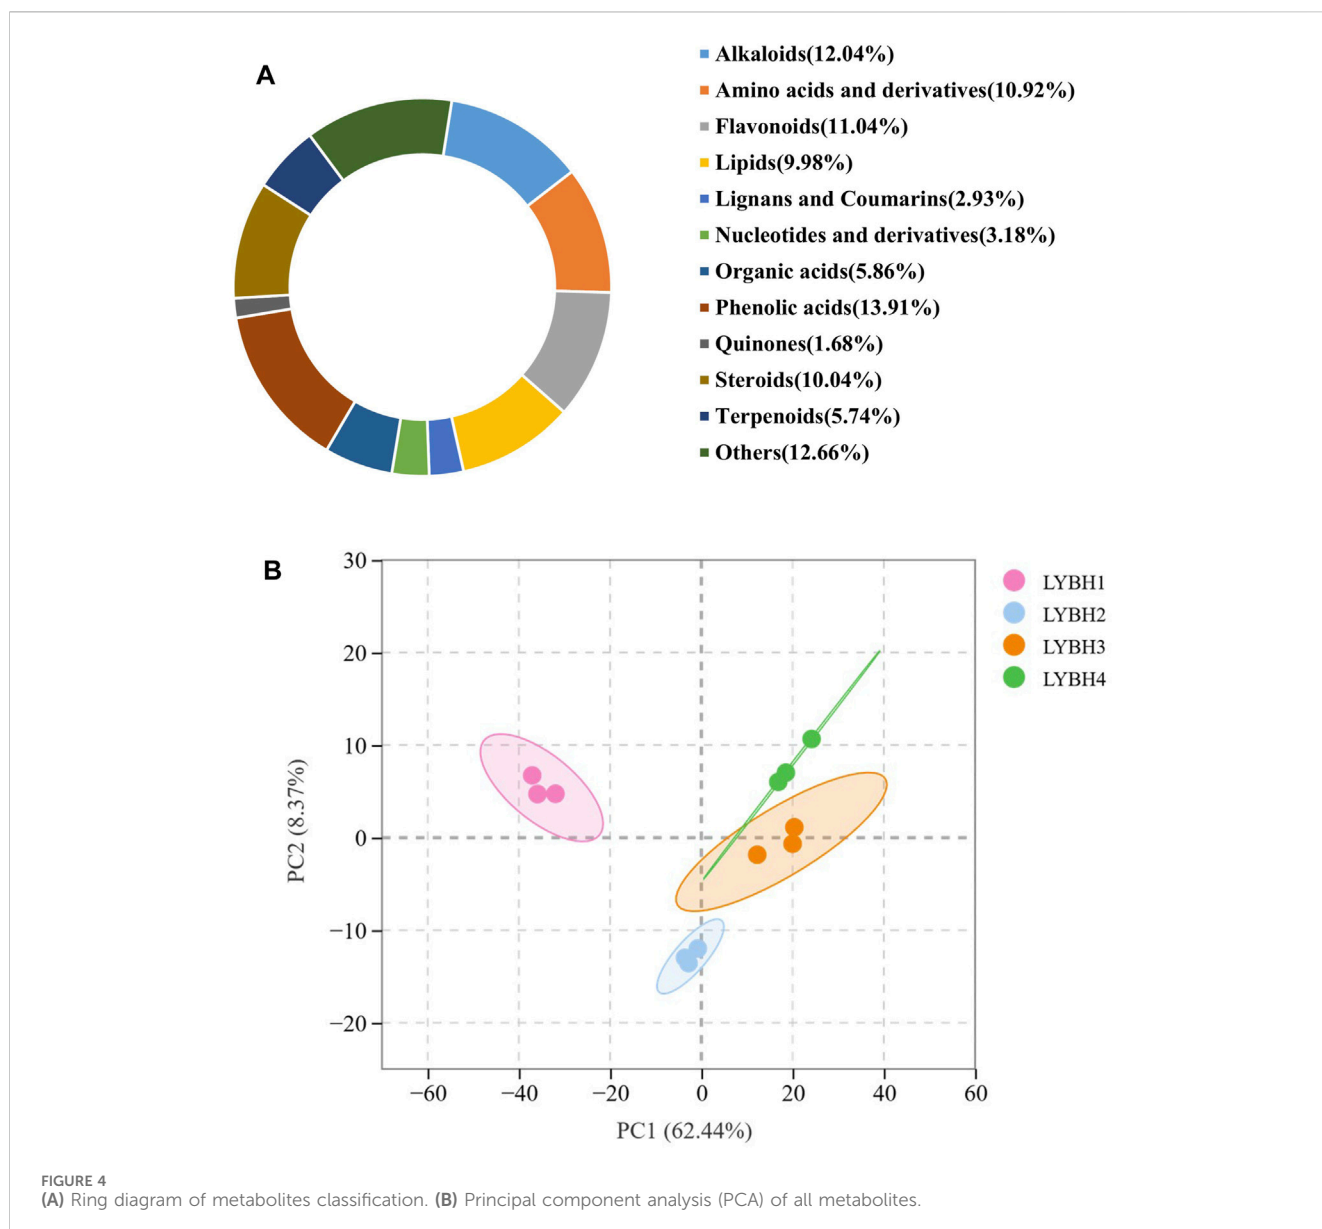 A
Alkaloids(12.04%)
Amino acids and derivatives(10.92%)
Flavonoids(11.04%)
Lipids(9.98%)
Lignans and Coumarins(2.93%)
Nucleotides and derivatives(3.18%)
Organic acids(5.86%)
Phenolic acids(13.91%)
Quinones(1.68%)
Steroids(10.04%)
Terpenoids(5.74%)
Others(12.66%)
B
30
20
10
0
−10
−20
PC2 (8.37%)
−60 −40 −20 0 20 40 60
PC1 (62.44%)
LYBH1
LYBH2
LYBH3
LYBH4
FIGURE 4
(A) Ring diagram of metabolites classification. (B) Principal component analysis (PCA) of all metabolites.